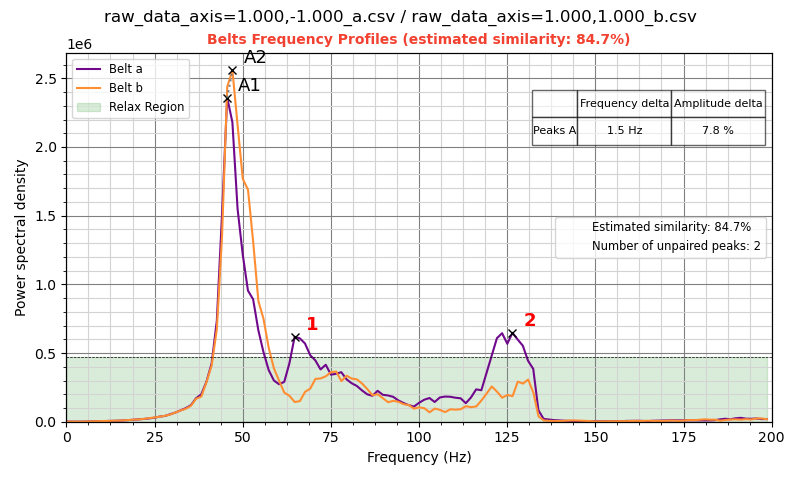 raw_data_axis=1.000,-1.000_a.csv / raw_data_axis=1.000,1.000_b.csv
Belts Frequency Profiles (estimated similarity: 84.7%)
1e6
A2
A1
Belt a
Belt b
Relax Region
Frequency delta Amplitude delta
Peaks A 1.5 Hz 7.8 %
Estimated similarity: 84.7%
Number of unpaired peaks: 2
1
2
Power spectral density
2.5
2.0
1.5
1.0
0.5
0.0
0 25 50 75 100 125 150 175 200
Frequency (Hz)